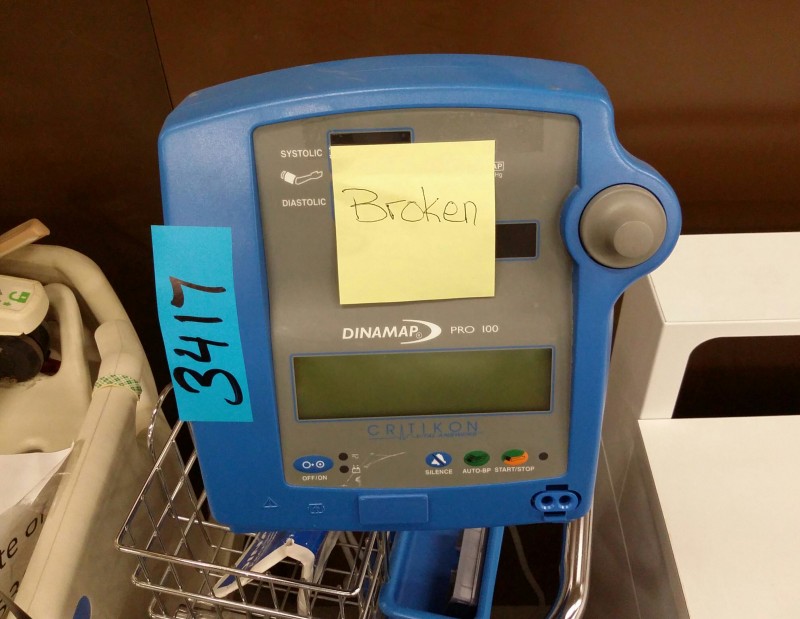 SYSTOLIC
DIASTOLIC
Broken
3417
DINAMAP PRO 100
CRITIKON
OFF/ON
SILENCE AUTO-BP START/STOP